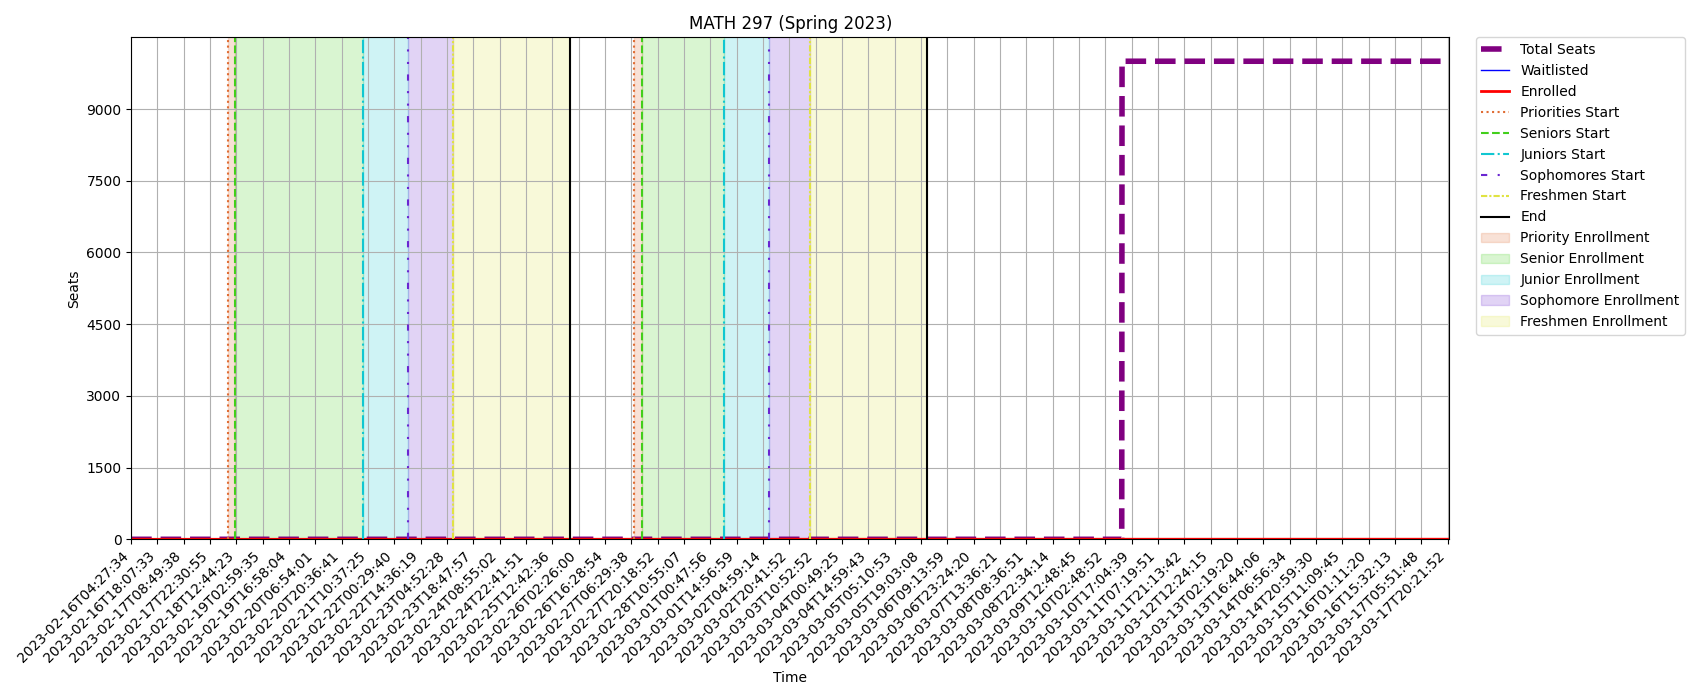 MATH 297 (Spring 2023)
Total Seats
Waitlisted
Enrolled
Priorities Start
Seniors Start
Juniors Start
Sophomores Start
Freshmen Start
End
Priority Enrollment
Senior Enrollment
Junior Enrollment
Sophomore Enrollment
Freshmen Enrollment
Seats
9000
7500
6000
4500
3000
1500
0
2023-02-16T04:27:34
2023-02-16T18:07:33
2023-02-17T08:49:38
2023-02-17T22:30:55
2023-02-18T12:44:23
2023-02-19T02:59:35
2023-02-19T16:58:04
2023-02-20T06:54:01
2023-02-20T20:36:41
2023-02-21T10:37:25
2023-02-22T00:29:40
2023-02-22T14:36:19
2023-02-23T04:52:28
2023-02-23T18:47:57
2023-02-24T08:55:02
2023-02-24T22:41:51
2023-02-25T12:42:36
2023-02-26T02:26:00
2023-02-26T16:28:54
2023-02-27T06:29:38
2023-02-27T20:18:52
2023-02-28T10:55:07
2023-03-01T00:47:56
2023-03-01T14:56:59
2023-03-02T04:59:14
2023-03-02T20:41:52
2023-03-03T10:52:52
2023-03-04T00:49:25
2023-03-04T14:59:43
2023-03-05T05:10:53
2023-03-05T19:03:08
2023-03-06T09:13:59
2023-03-06T23:24:20
2023-03-07T13:36:21
2023-03-08T08:36:51
2023-03-08T22:34:14
2023-03-09T12:48:45
2023-03-10T02:48:52
2023-03-10T17:04:39
2023-03-11T07:19:51
2023-03-11T21:13:42
2023-03-12T12:24:15
2023-03-13T02:19:20
2023-03-13T16:44:06
2023-03-14T06:56:34
2023-03-14T20:59:30
2023-03-15T11:09:45
2023-03-16T01:11:20
2023-03-16T15:32:13
2023-03-17T05:51:48
2023-03-17T20:21:52
Time